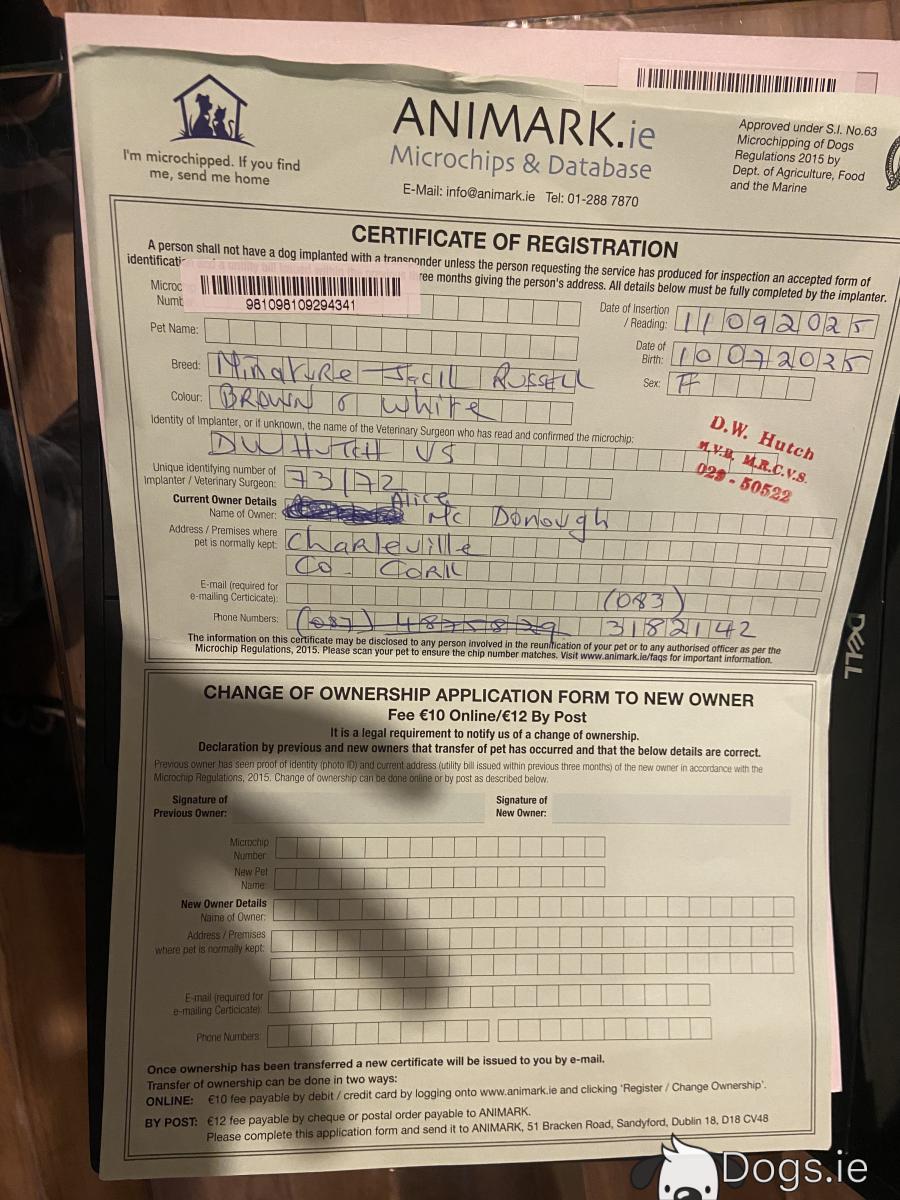 ANIMARK.ie
Microchips & Database
E-Mail: info@animark.ie Tel: 01-288 7870
I'm microchipped. If you find
me, send me home
Approved under S.I. No.63
Microchipping of Dogs
Regulations 2015 by
Dept. of Agriculture, Food
and the Marine
CERTIFICATE OF REGISTRATION
A person shall not have a dog implanted with a transponder unless the person requesting the service has produced for inspection an accepted form of
identificati and a utility bill issued within ree months giving the person's address. All details below must be fully completed by the implanter.
Microc
Numb
981098109294341
Date of Insertion
/ Reading: 11092025
Pet Name:
Date of
Birth: 10072025
Breed: Minature Jacll RUSSELL
Sex: F
Colour: BROWN & white
Identity of Implanter, or if unknown, the name of the Veterinary Surgeon who has read and confirmed the microchip:
DW HUTCH VS
D.W. Hutch
M.V.B, M.R.C.V.S.
029 - 50522
Unique identifying number of
Implanter / Veterinary Surgeon: 73/72
Current Owner Details
Name of Owner: Alice Mc Donough
Address / Premises where
pet is normally kept: Charleville
Co. CORK
E-mail (required for
e-mailing Certicicate):
(083)
Phone Numbers: (087) 4875829 3182142
The information on this certificate may be disclosed to any person involved in the reunification of your pet or to any authorised officer as per the
Microchip Regulations, 2015. Please scan your pet to ensure the chip number matches. Visit www.animark.ie/faqs for important information.
DELL
CHANGE OF OWNERSHIP APPLICATION FORM TO NEW OWNER
Fee €10 Online/€12 By Post
It is a legal requirement to notify us of a change of ownership.
Declaration by previous and new owners that transfer of pet has occurred and that the below details are correct.
Previous owner has seen proof of identity (photo ID) and current address (utility bill issued within previous three months) of the new owner in accordance with the
Microchip Regulations, 2015. Change of ownership can be done online or by post as described below.
Signature of
Previous Owner:
Signature of
New Owner:
Microchip
Number:
New Pet
Name:
New Owner Details
Name of Owner:
Address / Premises
where pet is normally kept:
E-mail (required for
e-mailing Certicicate):
Phone Numbers:
Once ownership has been transferred a new certificate will be issued to you by e-mail.
Transfer of ownership can be done in two ways:
ONLINE: €10 fee payable by debit / credit card by logging onto www.animark.ie and clicking 'Register / Change Ownership'.
BY POST: €12 fee payable by cheque or postal order payable to ANIMARK.
Please complete this application form and send it to ANIMARK, 51 Bracken Road, Sandyford, Dublin 18, D18 CV48
Dogs.ie